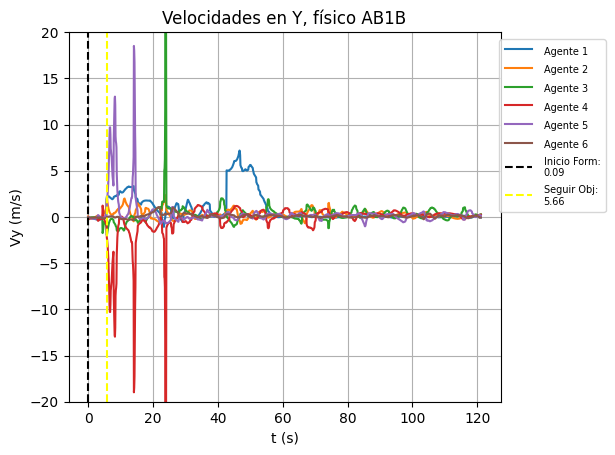 Velocidades en Y, físico AB1B
20
15
10
5
0
−5
−10
−15
−20
Vy (m/s)
0
20
40
60
80
100
120
t (s)
Agente 1
Agente 2
Agente 3
Agente 4
Agente 5
Agente 6
Inicio Form:
0.09
Seguir Obj:
5.66